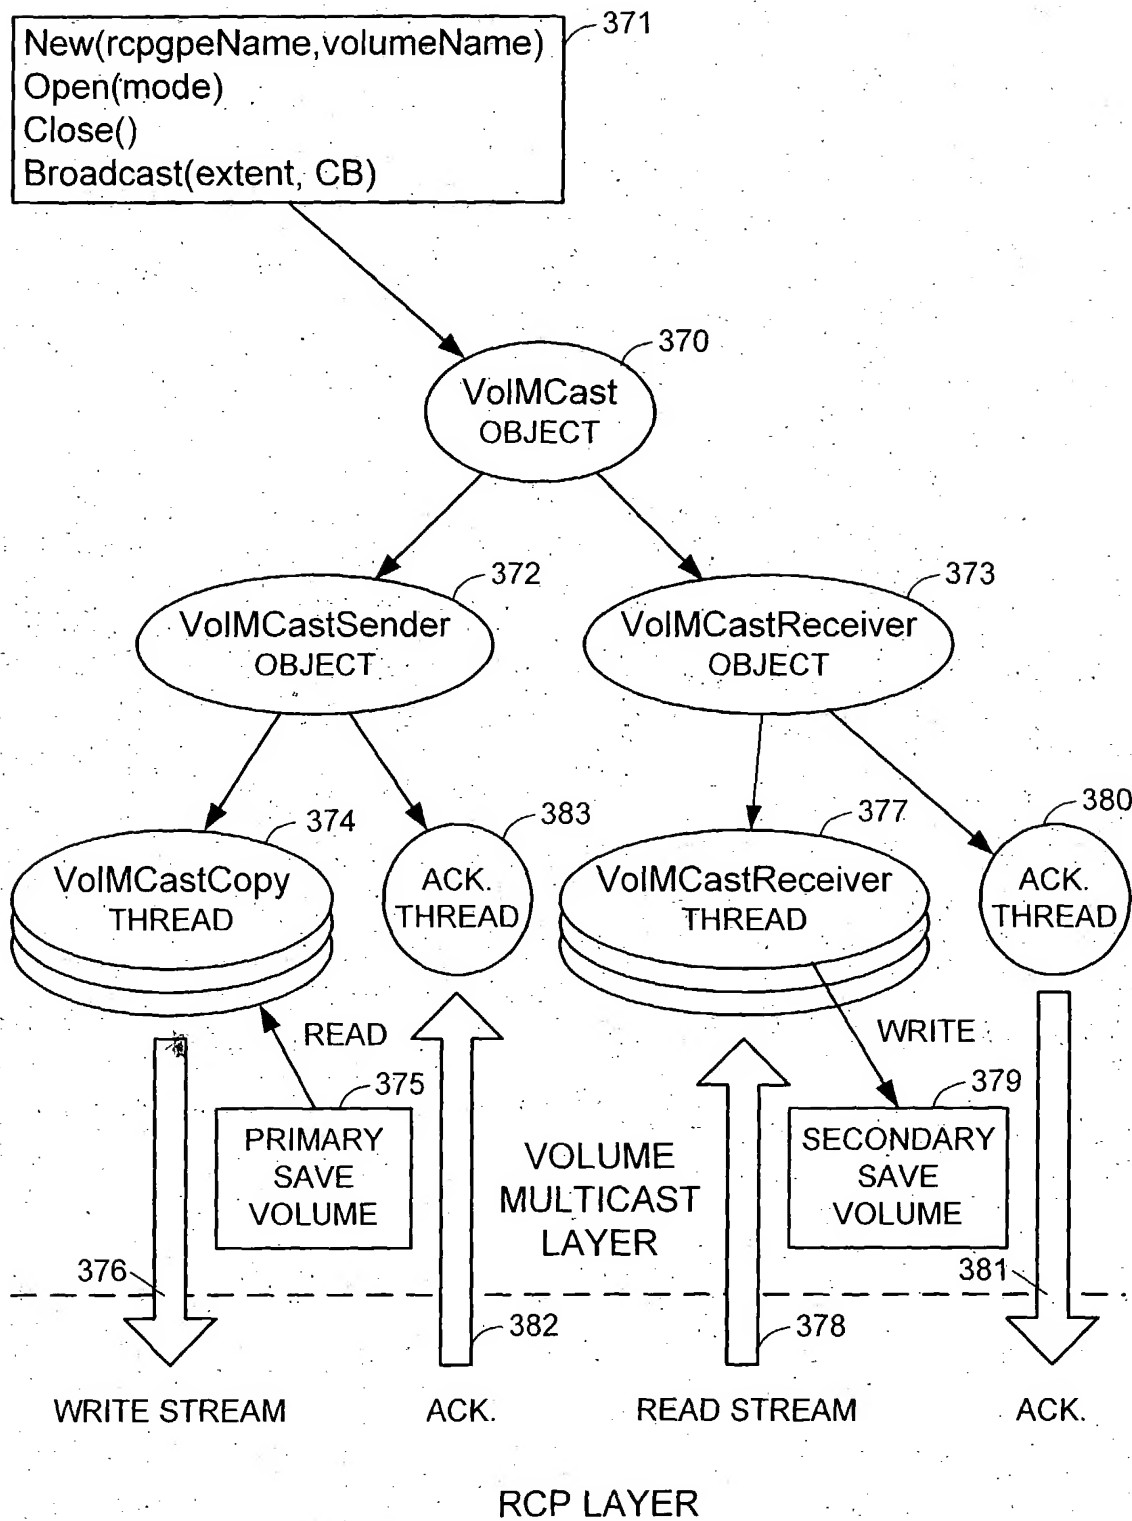 371
New(rcpgpeName,volumeName)
Open(mode)
Close()
Broadcast(extent, CB)
370
VolMCast
OBJECT
372
373
VolMCastSender
OBJECT
VolMCastReceiver
OBJECT
374
383
377
380
VolMCastCopy
THREAD
ACK.
THREAD
VolMCastReceiver
THREAD
ACK.
THREAD
READ
WRITE
375
379
PRIMARY
SAVE
VOLUME
VOLUME
MULTICAST
LAYER
SECONDARY
SAVE
VOLUME
376
382
378
381
WRITE STREAM
ACK.
READ STREAM
ACK.
RCP LAYER